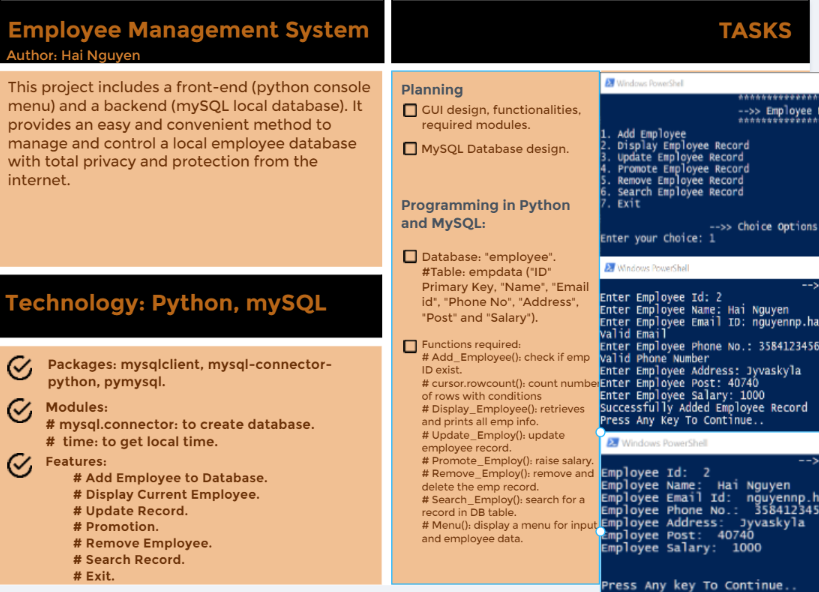 Employee Management System
Author: Hai Nguyen
This project includes a front-end (python console
menu) and a backend (mySQL local database). It
provides an easy and convenient method to
manage and control a local employee database
with total privacy and protection from the
internet.
Technology: Python, mySQL
Packages: mysqlclient, mysql-connector-
python, pymysql.
Modules:
# mysql.connector: to create database.
# time: to get local time.
Features:
# Add Employee to Database.
# Display Current Employee.
# Update Record.
# Promotion.
# Remove Employee.
# Search Record.
# Exit.
TASKS
Planning
GUI design, functionalities,
required modules.
MySQL Database design.
Programming in Python
and MySQL:
Database: "employee".
#Table: empdata ("ID"
Primary Key, "Name", "Email
id", "Phone No", "Address",
"Post" and "Salary").
Functions required:
# Add_Employee(): check if emp
ID exist.
# cursor.rowcount(): count number
of rows with conditions
# Display_Employee(): retrieves
and prints all emp info.
# Update_Employ(): update
employee record.
# Promote_Employ(): raise salary.
# Remove_Employ(): remove and
delete the emp record.
# Search_Employ(): search for a
record in DB table.
# Menu(): display a menu for input
and employee data.
Windows PowerShell
*************
-->> Employee
*************
1. Add Employee
2. Display Employee Record
3. Update Employee Record
4. Promote Employee Record
5. Remove Employee Record
6. Search Employee Record
7. Exit
-->> Choice Options
Enter your Choice: 1
Windows PowerShell
-->
Enter Employee Id: 2
Enter Employee Name: Hai Nguyen
Enter Employee Email ID: nguyennp.ha
Valid Email
Enter Employee Phone No.: 3584123456
Valid Phone Number
Enter Employee Address: Jyvaskyla
Enter Employee Post: 40740
Enter Employee Salary: 1000
Successfully Added Employee Record
Press Any Key To Continue..
Windows PowerShell
-->
Employee Id: 2
Employee Name: Hai Nguyen
Employee Email Id: nguyennp.h
Employee Phone No.: 358412345
Employee Address: Jyvaskyla
Employee Post: 40740
Employee Salary: 1000
Press Any key To Continue..